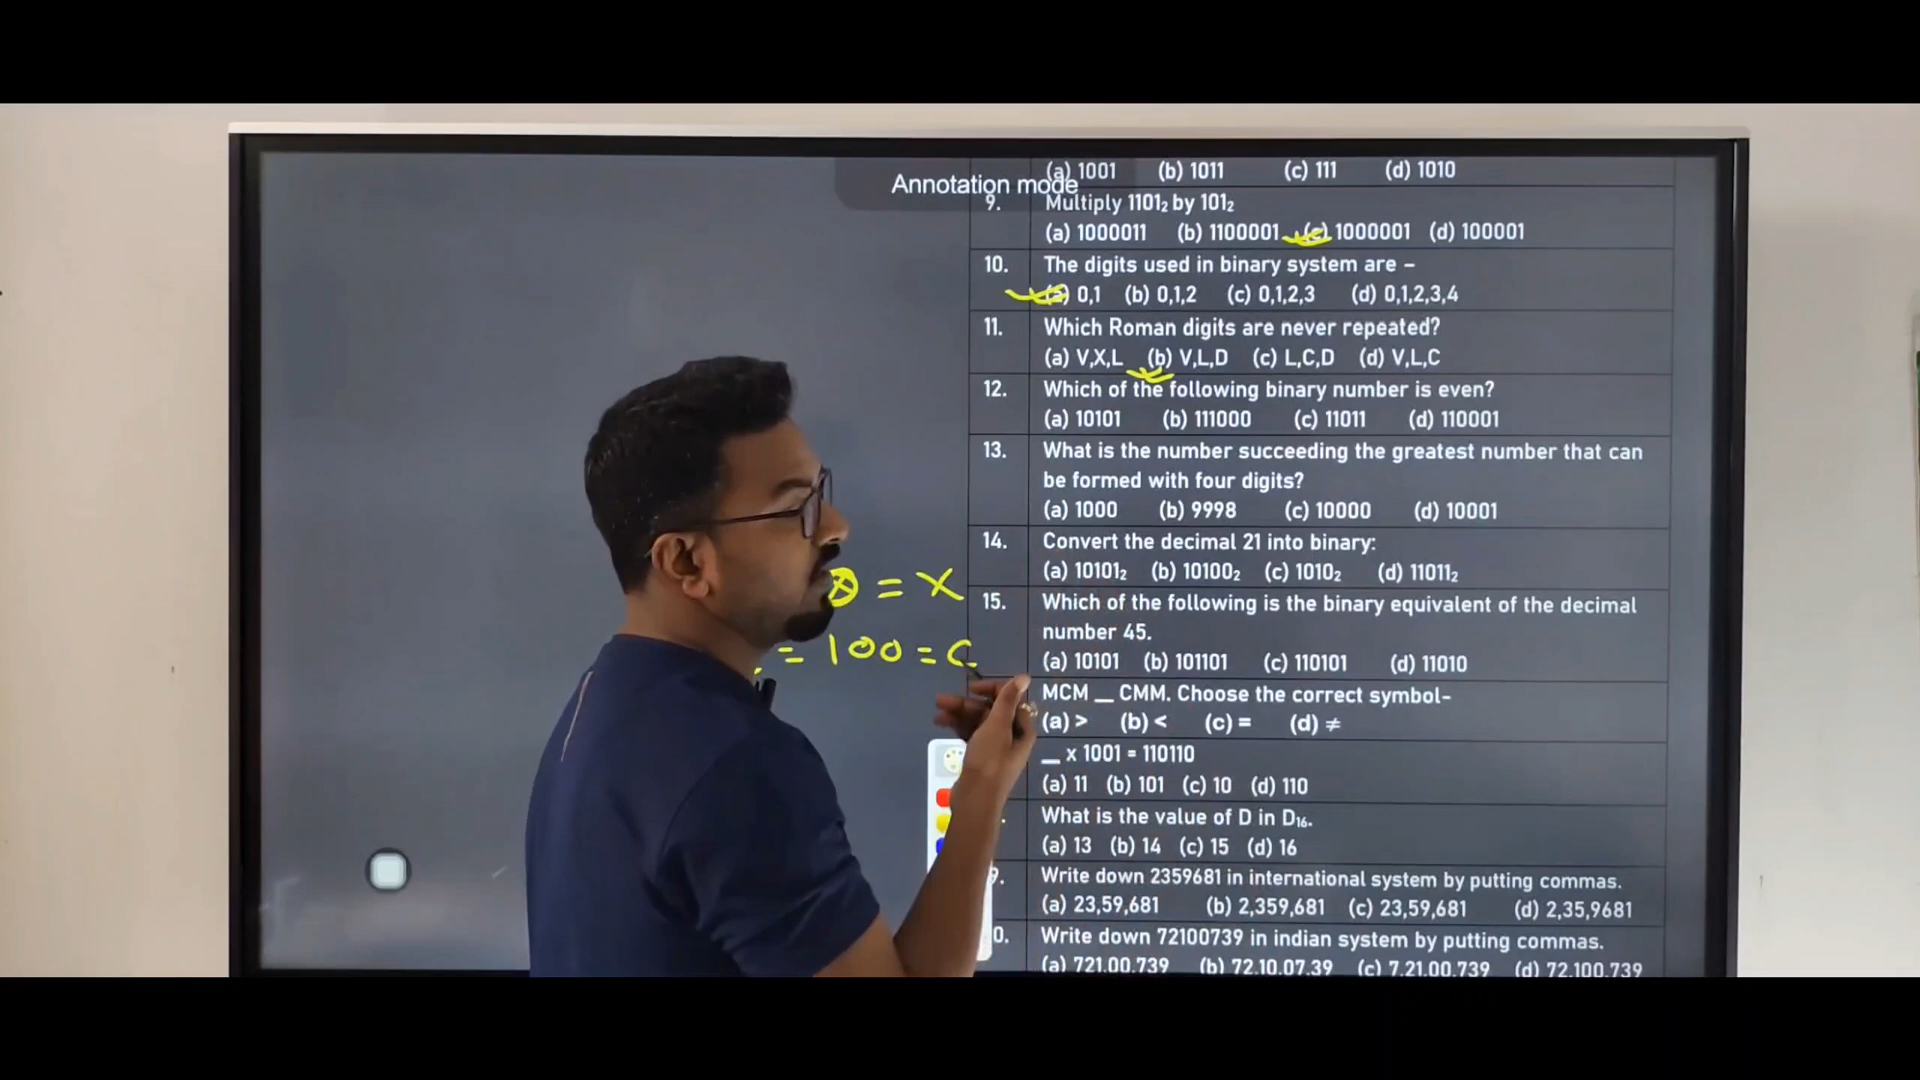 Annotation mode
(a) 1001 (b) 1011 (c) 111 (d) 1010
9. Multiply 1101₂ by 101₂
(a) 1000011 (b) 1100001 (c) 1000001 (d) 100001
10. The digits used in binary system are –
(a) 0,1 (b) 0,1,2 (c) 0,1,2,3 (d) 0,1,2,3,4
11. Which Roman digits are never repeated?
(a) V,X,L (b) V,L,D (c) L,C,D (d) V,L,C
12. Which of the following binary number is even?
(a) 10101 (b) 111000 (c) 11011 (d) 110001
13. What is the number succeeding the greatest number that can
be formed with four digits?
(a) 1000 (b) 9998 (c) 10000 (d) 10001
14. Convert the decimal 21 into binary:
(a) 10101₂ (b) 10100₂ (c) 1010₂ (d) 11011₂
= X
15. Which of the following is the binary equivalent of the decimal
number 45.
= 100 = C
(a) 10101 (b) 101101 (c) 110101 (d) 11010
MCM __ CMM. Choose the correct symbol-
(a) > (b) < (c) = (d) ≠
__ x 1001 = 110110
(a) 11 (b) 101 (c) 10 (d) 110
. What is the value of D in D₁₆.
(a) 13 (b) 14 (c) 15 (d) 16
9. Write down 2359681 in international system by putting commas.
(a) 23,59,681 (b) 2,359,681 (c) 23,59,681 (d) 2,35,9681
0. Write down 72100739 in indian system by putting commas.
(a) 721,00,739 (b) 72,10,07,39 (c) 7,21,00,739 (d) 72,100,739